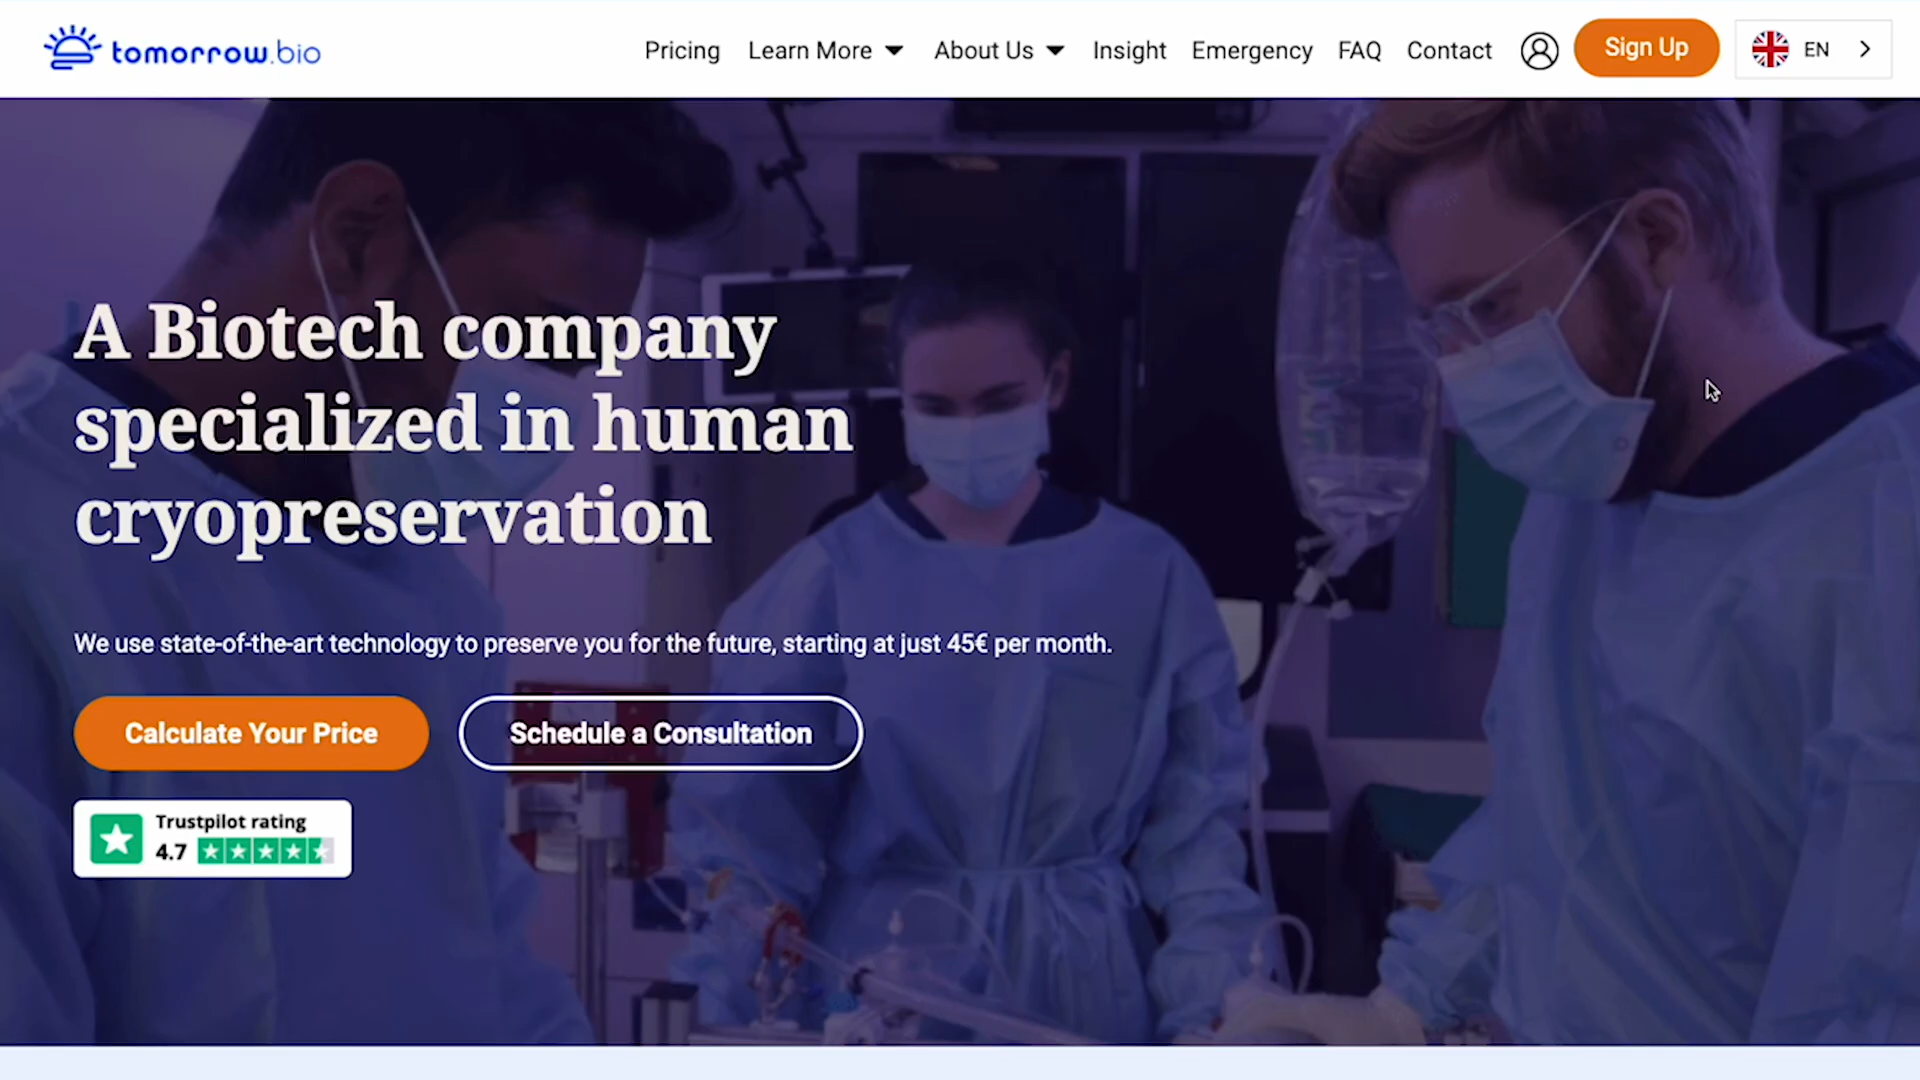 tomorrow.bio
Pricing
Learn More
About Us
Insight
Emergency
FAQ
Contact
Sign Up
EN
A Biotech company
specialized in human
cryopreservation
We use state-of-the-art technology to preserve you for the future, starting at just 45€ per month.
Calculate Your Price
Schedule a Consultation
Trustpilot rating
4.7